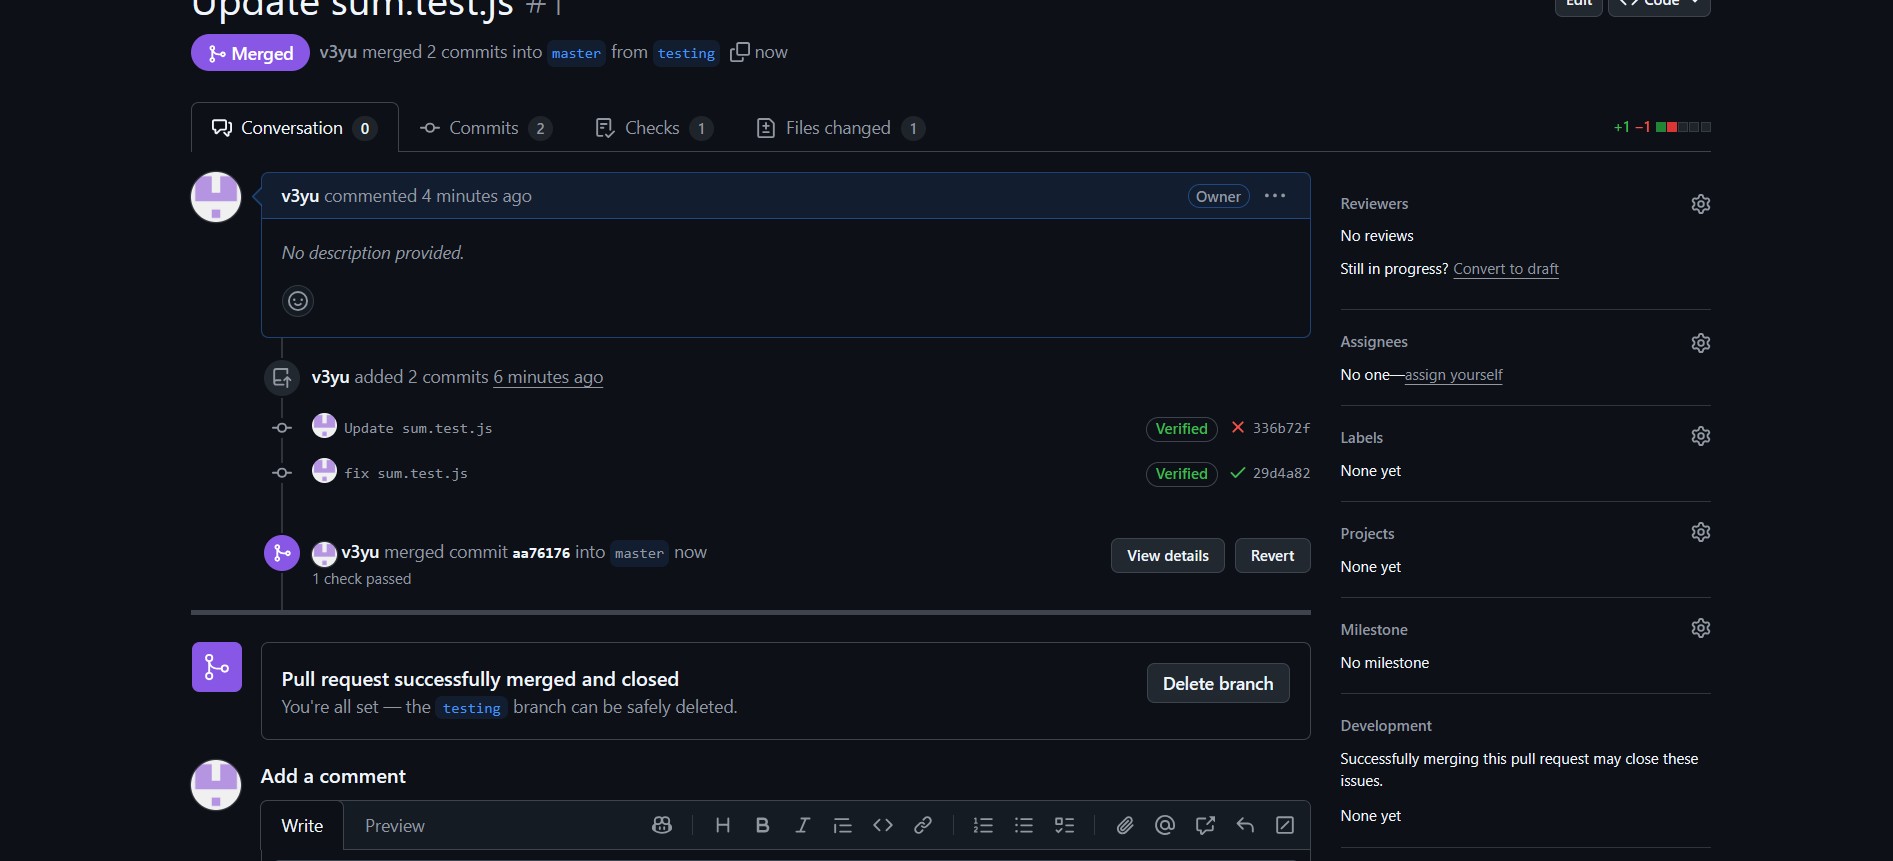 Update sum.test.js #1
Edit
<> Code
Merged
v3yu merged 2 commits into master from testing now
Conversation 0
Commits 2
Checks 1
Files changed 1
+1 −1
v3yu commented 4 minutes ago
Owner
No description provided.
v3yu added 2 commits 6 minutes ago
Update sum.test.js
Verified
336b72f
fix sum.test.js
Verified
29d4a82
v3yu merged commit aa76176 into master now
1 check passed
View details
Revert
Pull request successfully merged and closed
You're all set — the testing branch can be safely deleted.
Delete branch
Add a comment
Write
Preview
Reviewers
No reviews
Still in progress? Convert to draft
Assignees
No one—assign yourself
Labels
None yet
Projects
None yet
Milestone
No milestone
Development
Successfully merging this pull request may close these
issues.
None yet